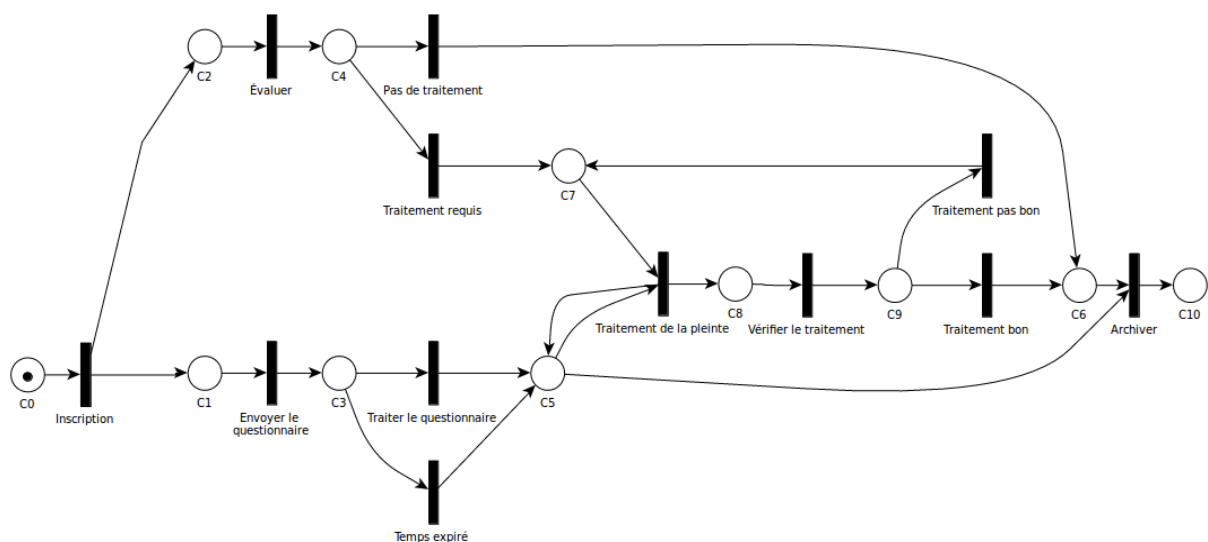 C2
Évaluer
C4
Pas de traitement
Traitement requis
C7
Traitement pas bon
Traitement de la pleinte
C8
Vérifier le traitement
C9
Traitement bon
C6
Archiver
C10
C0
Inscription
C1
Envoyer le
questionnaire
C3
Traiter le questionnaire
C5
Temps expiré